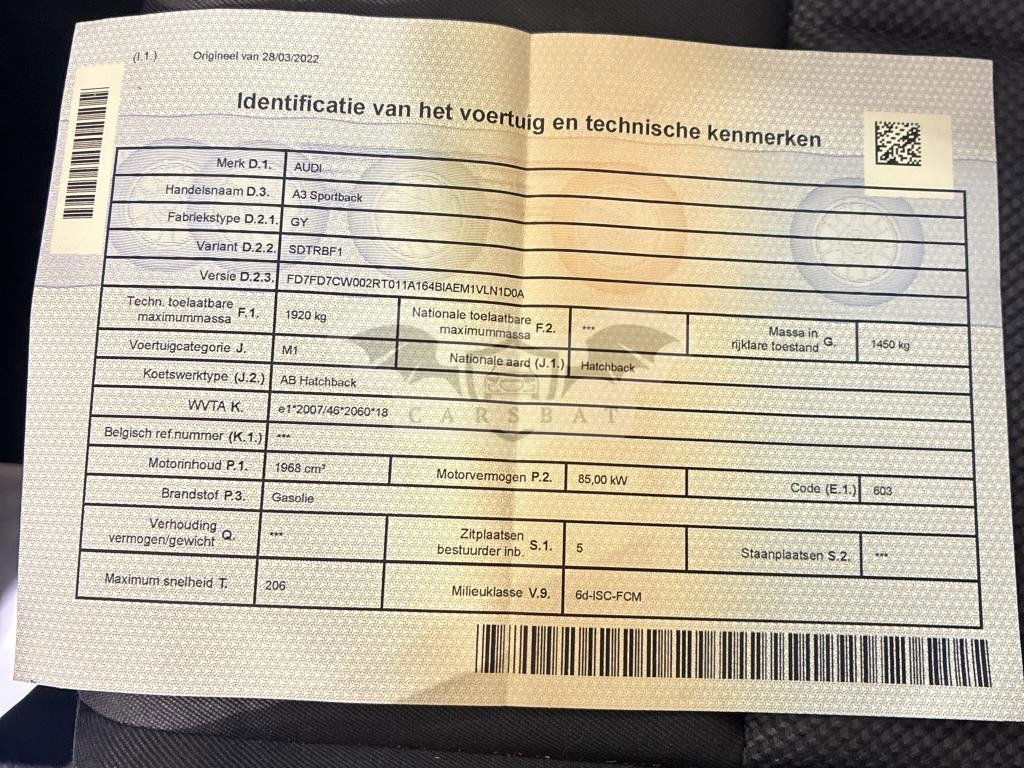 (I.1.) Origineel van 28/03/2022
Identificatie van het voertuig en technische kenmerken
Merk D.1. AUDI
Handelsnaam D.3. A3 Sportback
Fabriekstype D.2.1. GY
Variant D.2.2. SDTRBF1
Versie D.2.3. FD7FD7CW002RT011A164BIAEM1VLN1D0A
Techn. toelaatbare maximummassa F.1. 1920 kg Nationale toelaatbare maximummassa F.2. *** Massa in rijklare toestand G. 1450 kg
Voertuigcategorie J. M1 Nationale aard (J.1.) Hatchback
Koetswerktype (J.2.) AB Hatchback
WVTA K. e1*2007/46*2060*18
CARSBAT
Belgisch ref.nummer (K.1.) ***
Motorinhoud P.1. 1968 cm³ Motorvermogen P.2. 85,00 kW Code (E.1.) 603
Brandstof P.3. Gasolie
Verhouding vermogen/gewicht Q. *** Zitplaatsen bestuurder inb. S.1. 5 Staanplaatsen S.2. ***
Maximum snelheid T. 206 Milieuklasse V.9. 6d-ISC-FCM